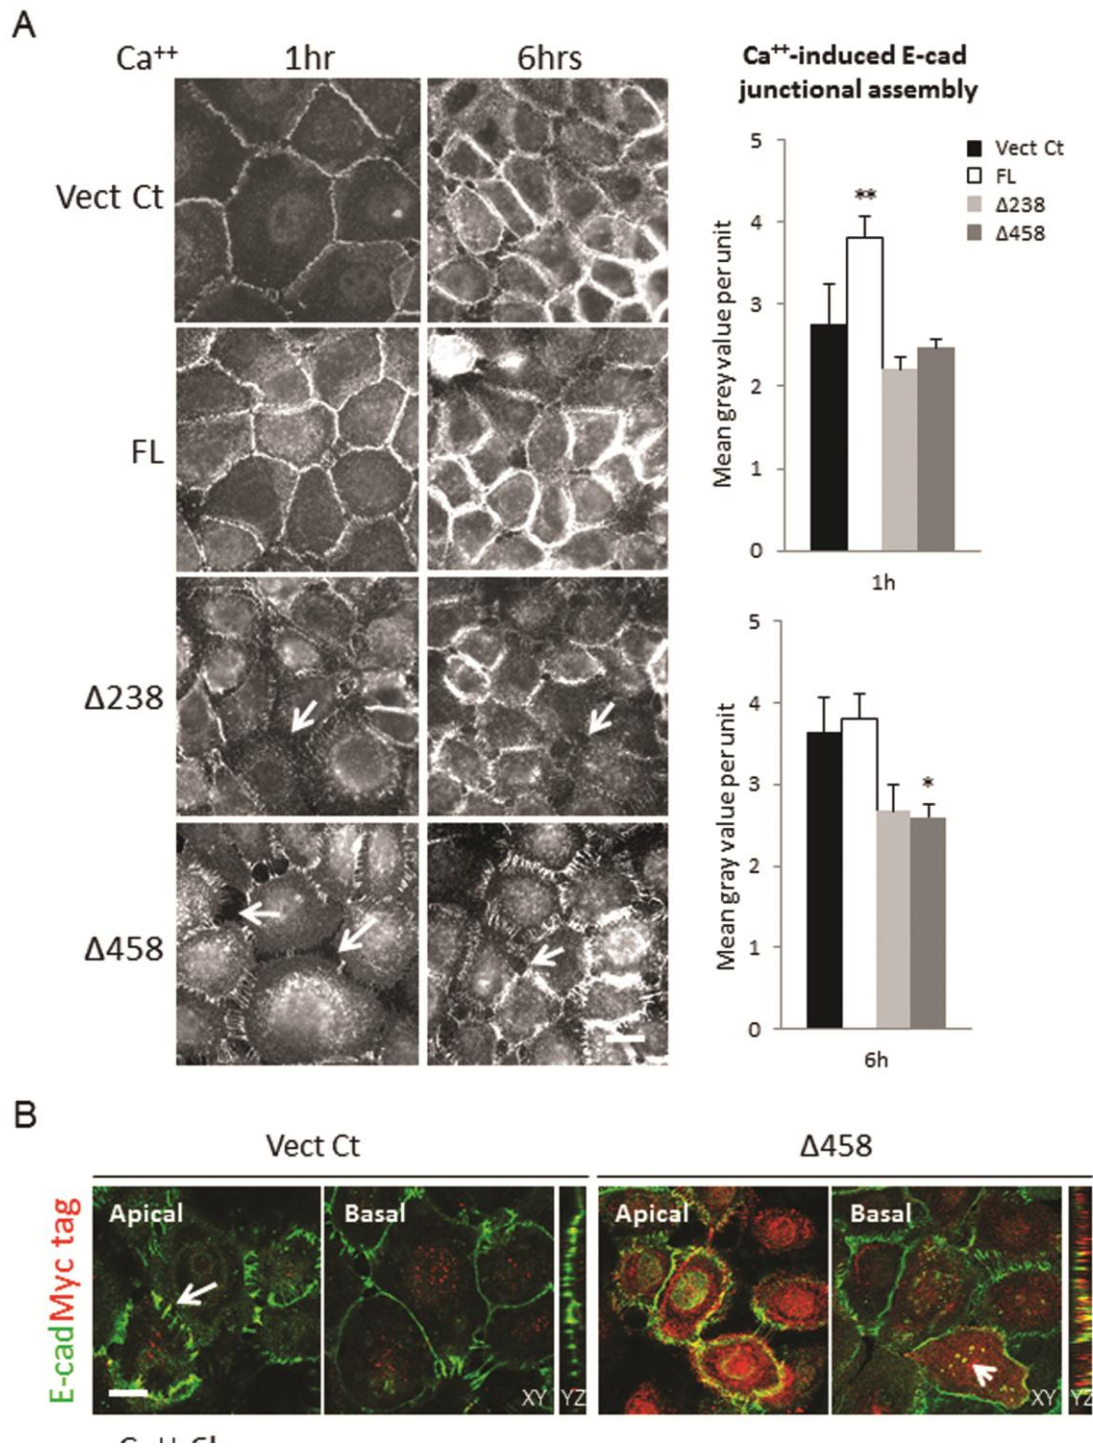 A
Ca++ 1hr 6hrs
Vect Ct
FL
Δ238
Δ458
Ca++-induced E-cad
junctional assembly
Mean grey value per unit
5
4
3
2
1
0
**
Vect Ct
FL
Δ238
Δ458
1h
Mean gray value per unit
5
4
3
2
1
0
*
6h
B
Vect Ct Δ458
E-cad Myc tag
Apical Basal XY YZ
Apical Basal XY YZ